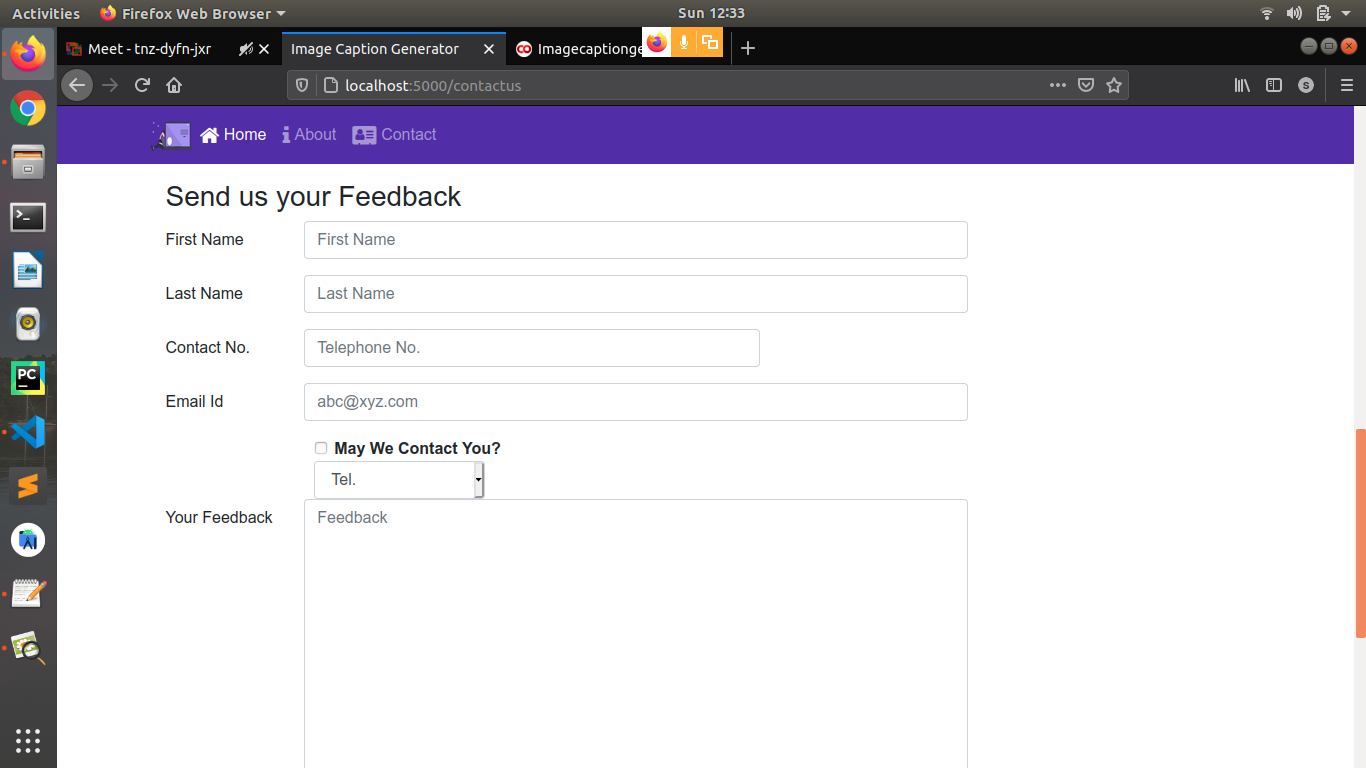 Activities Firefox Web Browser Sun 12:33
Meet - tnz-dyfn-jxr Image Caption Generator Imagecaptionge
localhost:5000/contactus S
Home About Contact
Send us your Feedback
First Name First Name
Last Name Last Name
Contact No. Telephone No.
Email Id abc@xyz.com
May We Contact You?
Tel.
PC
Your Feedback Feedback